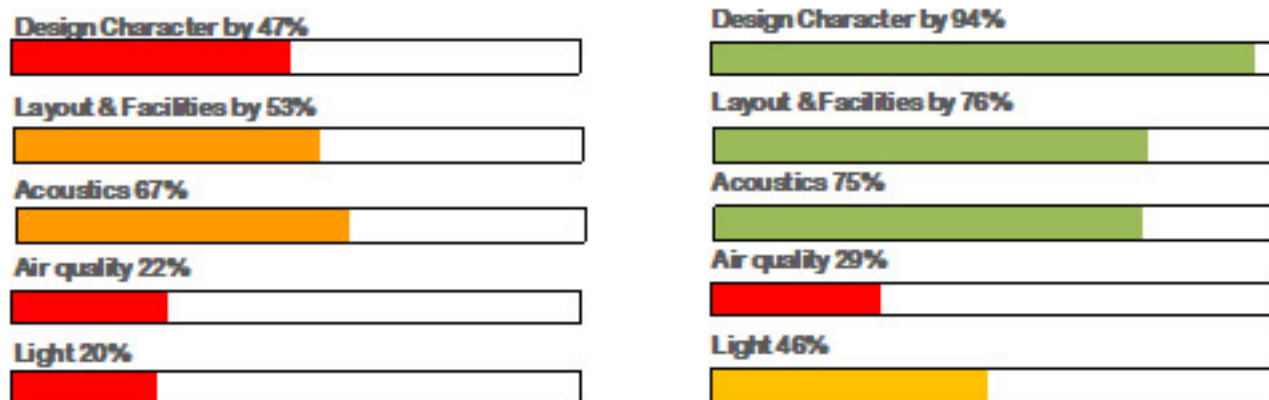 Design Character by 47%
Layout & Facilities by 53%
Acoustics 67%
Air quality 22%
Light 20%
Design Character by 94%
Layout & Facilities by 76%
Acoustics 75%
Air quality 29%
Light 46%